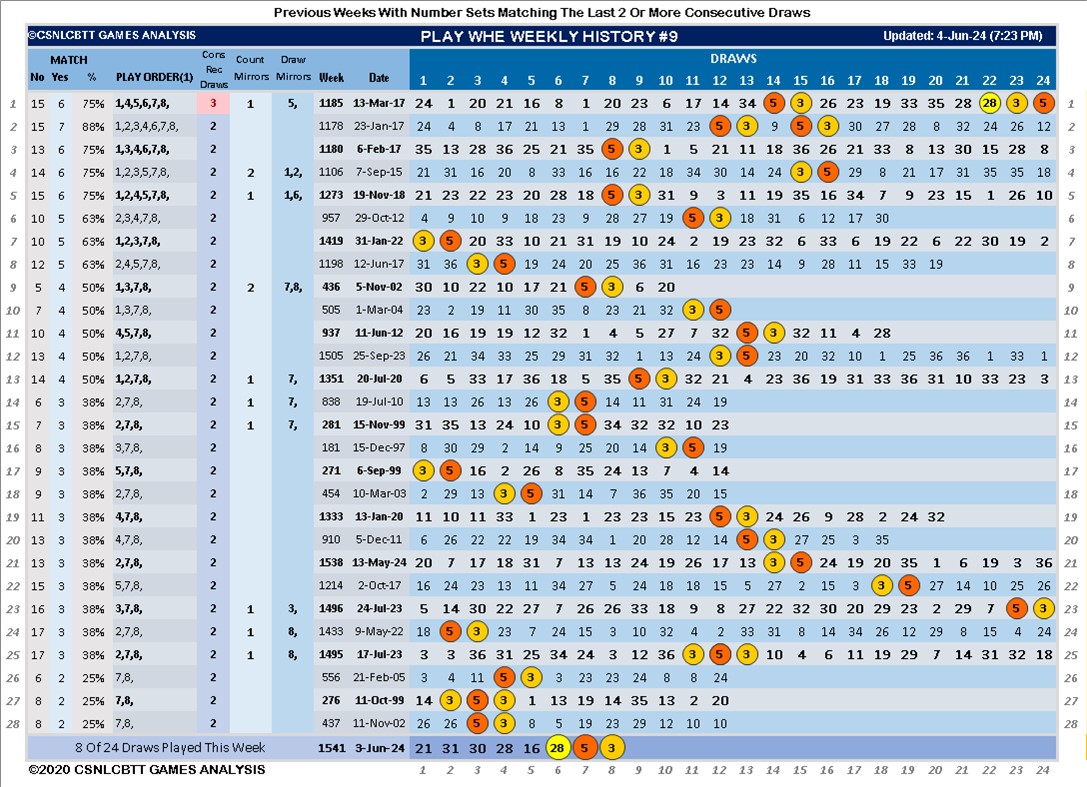 Previous Weeks With Number Sets Matching The Last 2 Or More Consecutive Draws
©CSNLCBTT GAMES ANALYSIS PLAY WHE WEEKLY HISTORY #9 Updated: 4-Jun-24 (7:23 PM)
MATCH Cons Rec Draws Count Mirrors Draw Mirrors DRAWS
No Yes % PLAY ORDER(1) Week Date 1 2 3 4 5 6 7 8 9 10 11 12 13 14 15 16 17 18 19 20 21 22 23 24
1 15 6 75% 1,4,5,6,7,8, 3 1 5, 1185 13-Mar-17 24 1 20 21 16 8 1 20 23 6 17 14 34 5 3 26 23 19 33 35 28 28 3 5 1
2 15 7 88% 1,2,3,4,6,7,8, 2 1178 23-Jan-17 24 4 8 17 21 13 1 29 28 31 23 5 3 9 5 3 30 27 28 8 32 24 26 12 2
3 13 6 75% 1,3,4,6,7,8, 2 1180 6-Feb-17 35 13 28 36 25 21 35 5 3 1 5 21 11 18 36 26 21 33 8 13 30 15 28 8 3
4 14 6 75% 1,2,3,5,7,8, 2 2 1,2, 1106 7-Sep-15 21 31 16 20 8 33 16 16 22 18 34 30 14 24 3 5 29 8 21 17 31 35 35 18 4
5 15 6 75% 1,2,4,5,7,8, 2 1 1,6, 1273 19-Nov-18 21 23 22 23 20 28 18 5 3 31 9 3 11 19 35 16 34 7 9 23 15 1 26 10 5
6 10 5 63% 2,3,4,7,8, 2 957 29-Oct-12 4 9 10 9 18 23 9 28 27 19 5 3 18 31 6 12 17 30 6
7 10 5 63% 1,2,3,7,8, 2 1419 31-Jan-22 3 5 20 33 10 21 31 19 10 24 2 19 23 32 6 33 6 19 22 6 22 30 19 2 7
8 12 5 63% 2,4,5,7,8, 2 1198 12-Jun-17 31 36 3 5 19 24 20 7 25 36 31 16 23 23 14 9 28 11 15 33 19 8
9 5 4 50% 1,3,7,8, 2 2 7,8, 436 5-Nov-02 30 10 22 10 17 21 5 3 6 20 9
10 7 4 50% 1,3,7,8, 2 505 1-Mar-04 23 2 19 11 30 35 8 23 21 32 3 5 10
11 10 4 50% 4,5,7,8, 2 937 11-Jun-12 20 16 19 19 12 32 1 4 5 27 7 32 5 3 32 11 4 28 11
12 13 4 50% 1,2,7,8, 2 1505 25-Sep-23 26 21 34 33 25 29 31 32 1 13 24 3 5 23 20 32 10 1 25 36 36 1 33 1 12
13 14 4 50% 1,2,7,8, 2 1 7, 1351 20-Jul-20 6 5 33 17 36 18 5 35 5 3 32 21 4 23 36 19 31 33 36 31 10 33 23 3 13
14 6 3 38% 2,7,8, 2 1 7, 838 19-Jul-10 13 13 26 13 26 3 5 14 11 31 24 19 14
15 7 3 38% 2,7,8, 2 1 7, 281 15-Nov-99 31 35 13 24 10 3 5 34 32 32 10 23 15
16 8 3 38% 3,7,8, 2 181 15-Dec-97 8 30 29 2 14 9 25 20 14 3 5 19 16
17 9 3 38% 5,7,8, 2 271 6-Sep-99 3 5 16 2 26 8 35 24 13 7 4 14 17
18 9 3 38% 2,7,8, 2 454 10-Mar-03 2 29 13 3 5 31 14 7 36 35 20 15 18
19 11 3 38% 4,7,8, 2 1333 13-Jan-20 11 10 11 33 1 23 1 23 23 15 23 5 3 24 26 9 28 2 24 32 19
20 13 3 38% 4,7,8, 2 910 5-Dec-11 6 26 22 22 19 34 34 1 20 28 12 13 5 3 27 25 3 35 20
21 13 3 38% 2,7,8, 2 1538 13-May-24 20 7 17 18 31 7 13 13 24 21 26 17 13 3 5 24 19 20 35 1 6 19 3 36 21
22 15 3 38% 5,7,8, 2 1214 2-Oct-17 16 24 23 13 11 34 27 5 24 18 18 15 5 27 2 15 3 3 5 27 14 10 25 26 22
23 16 3 38% 3,7,8, 2 1 3, 1496 24-Jul-23 5 14 30 22 27 7 26 26 33 18 9 8 27 22 32 30 20 29 23 2 29 7 5 3 23
24 17 3 38% 2,7,8, 2 1 8, 1433 9-May-22 18 5 3 23 7 24 15 3 10 32 4 2 33 31 8 14 34 26 12 29 8 15 4 24 24
25 17 3 38% 2,7,8, 2 1 8, 1495 17-Jul-23 3 3 36 31 25 34 24 3 12 36 3 5 3 10 4 6 11 19 29 7 14 31 32 18 25
26 6 2 25% 7,8, 2 556 21-Feb-05 3 4 11 5 3 3 23 23 24 8 8 24 26
27 8 2 25% 7,8, 2 276 11-Oct-99 14 3 5 3 1 13 19 14 35 13 2 20 27
28 8 2 25% 7,8, 2 437 11-Nov-02 26 26 5 3 8 5 19 23 29 12 10 10 28
8 Of 24 Draws Played This Week 1541 3-Jun-24 21 31 30 28 16 28 5 3
©2020 CSNLCBTT GAMES ANALYSIS 1 2 3 4 5 6 7 8 9 10 11 12 13 14 15 16 17 18 19 20 21 22 23 24